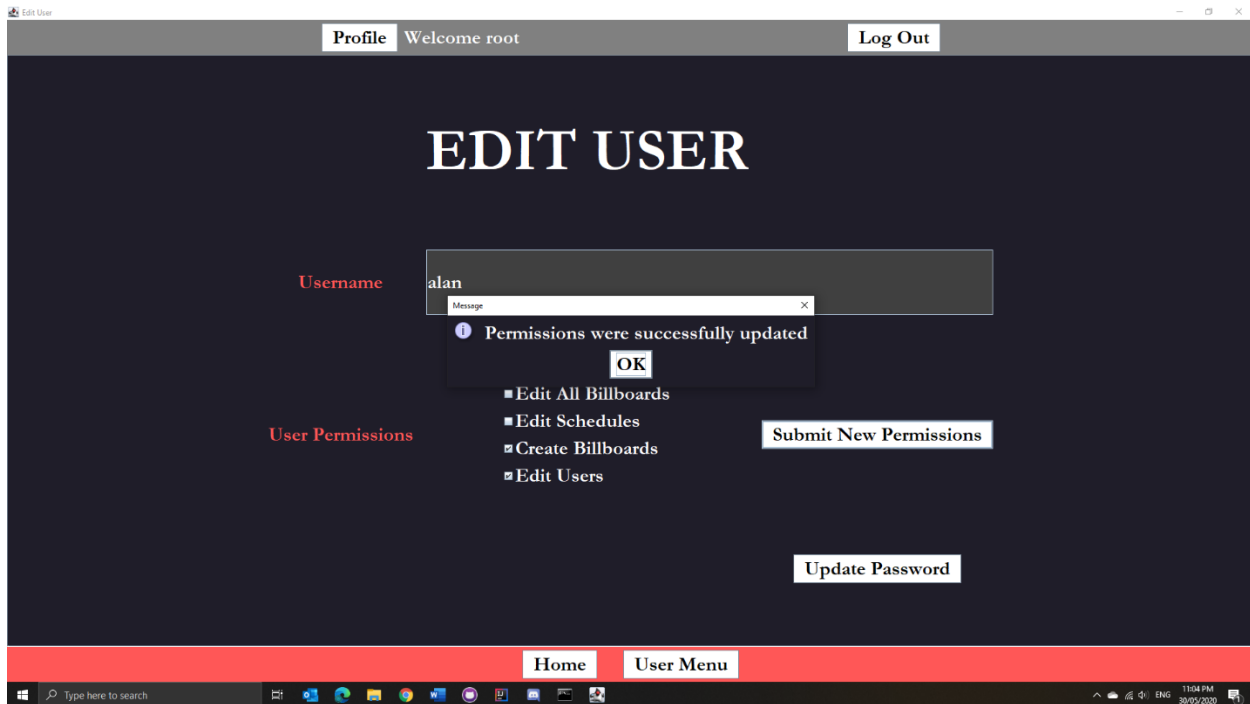 Edit User
Profile Welcome root Log Out
EDIT USER
Username alan
Message
Permissions were successfully updated
OK
Edit All Billboards
Edit Schedules
User Permissions Submit New Permissions
Create Billboards
Edit Users
Update Password
Home User Menu
Type here to search ENG 11:04 PM
30/05/2020